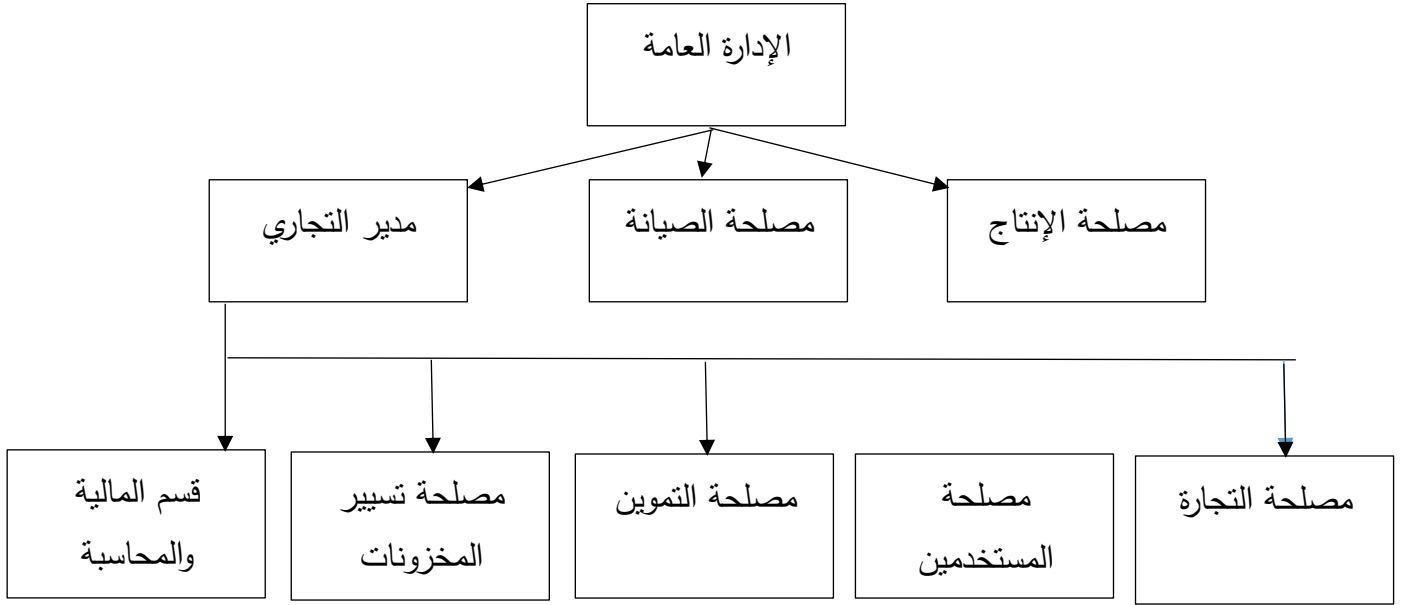 الإدارة العامة
مصلحة الإنتاج
مصلحة الصيانة
مدير التجاري
مصلحة التجارة
مصلحة
المستخدمين
مصلحة التموين
مصلحة تسيير
المخزونات
قسم المالية
والمحاسبة